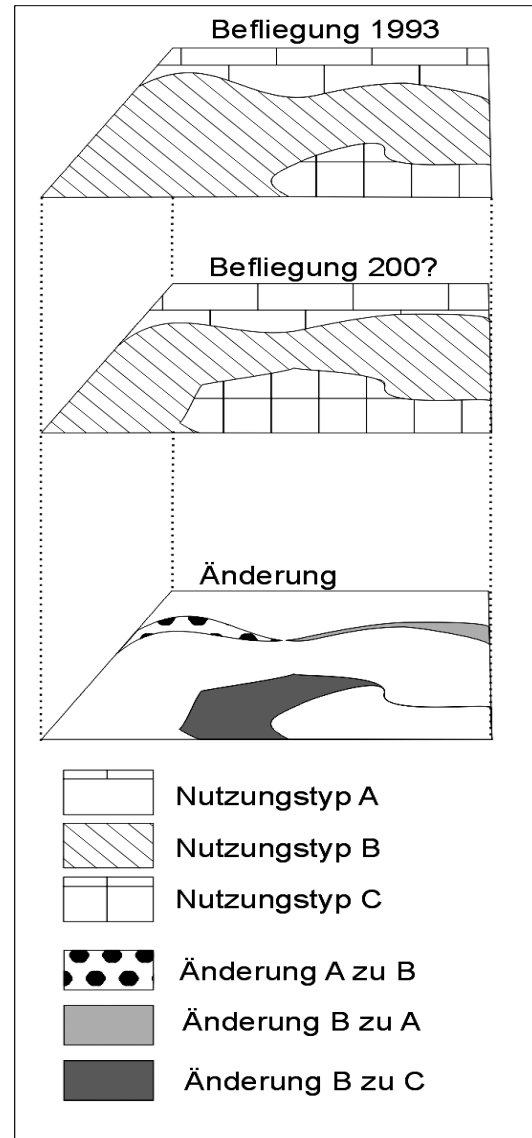 Befliegung 1993
Befliegung 200?
Änderung
Nutzungstyp A
Nutzungstyp B
Nutzungstyp C
Änderung A zu B
Änderung B zu A
Änderung B zu C